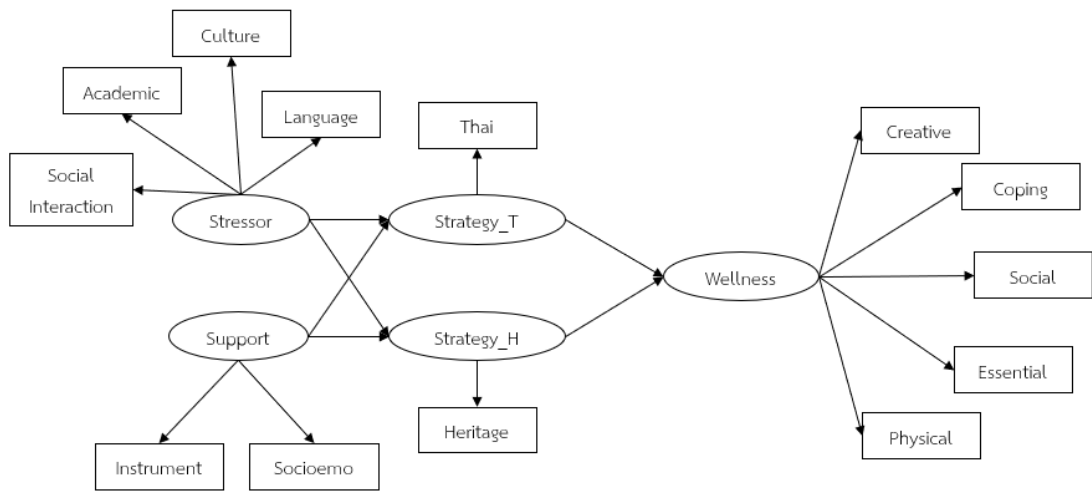 Culture
Academic
Language
Thai
Creative
Social
Interaction
Coping
Stressor
Strategy_T
Wellness
Social
Support
Strategy_H
Essential
Heritage
Physical
Instrument
Socioemo